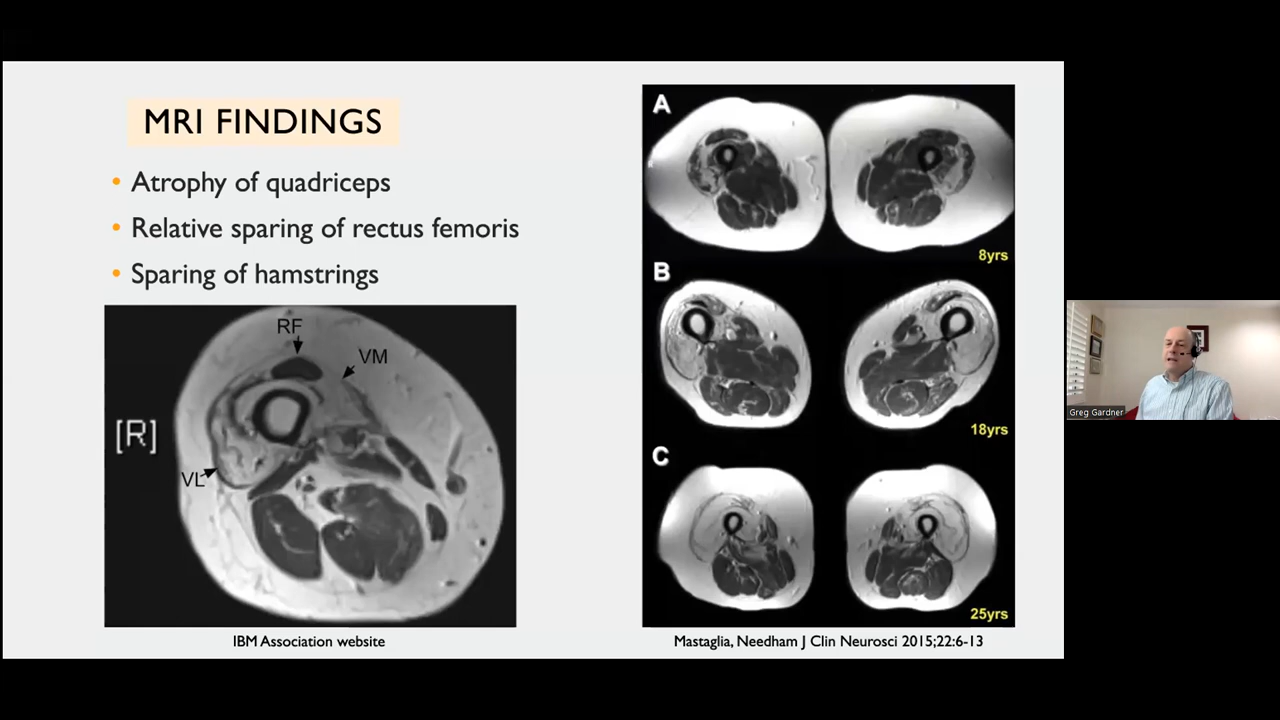 MRI FINDINGS
• Atrophy of quadriceps
• Relative sparing of rectus femoris
• Sparing of hamstrings
RF
VM
[R]
VL
IBM Association website
A
8yrs
B
18yrs
C
25yrs
Mastaglia, Needham J Clin Neurosci 2015;22:6-13
Greg Gardner